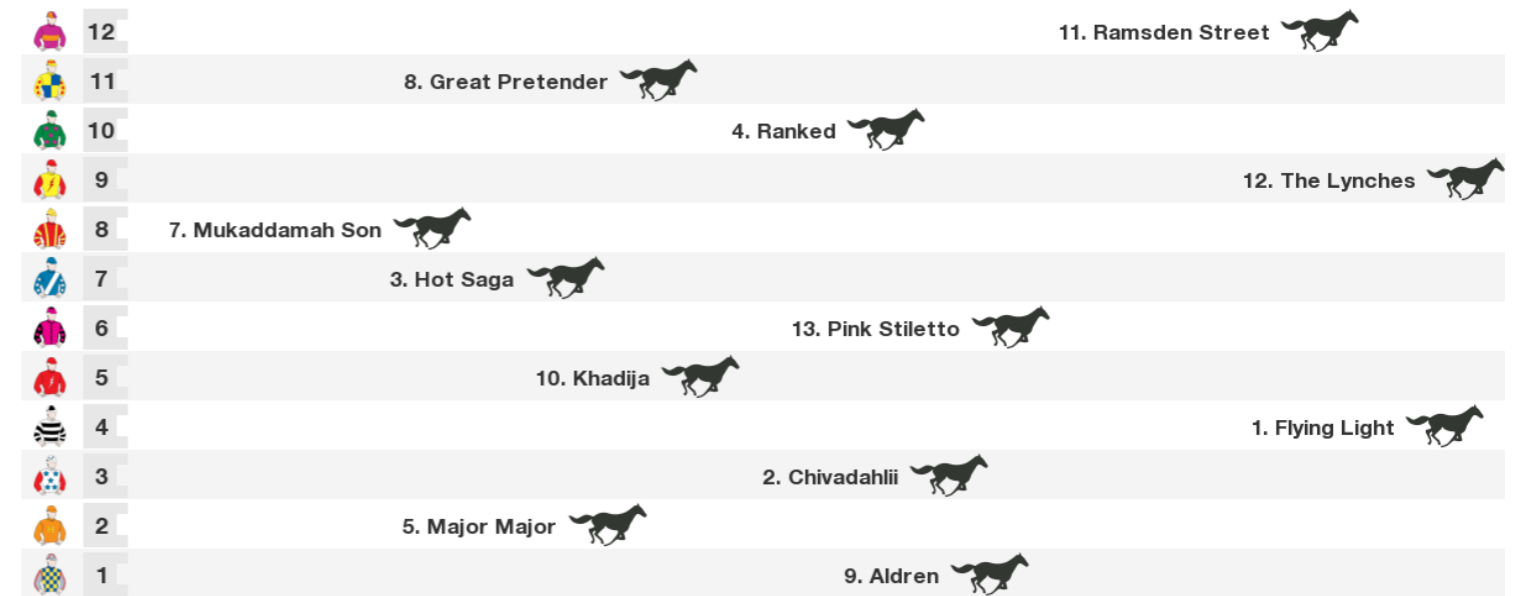 12 11. Ramsden Street
11 8. Great Pretender
10 4. Ranked
9 12. The Lynches
8 7. Mukaddamah Son
7 3. Hot Saga
6 13. Pink Stiletto
5 10. Khadija
4 1. Flying Light
3 2. Chivadahlii
2 5. Major Major
1 9. Aldren